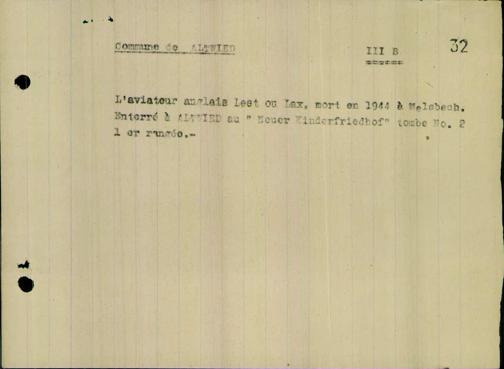 Commune de ALTWIED
III B 32
L'aviateur anglais Leet ou Lax, mort en 1944 à Melsbach.
Enterré à ALTWIED au " Neuer Kinderfriedhof" tombe No. 2
1 er rangée.-